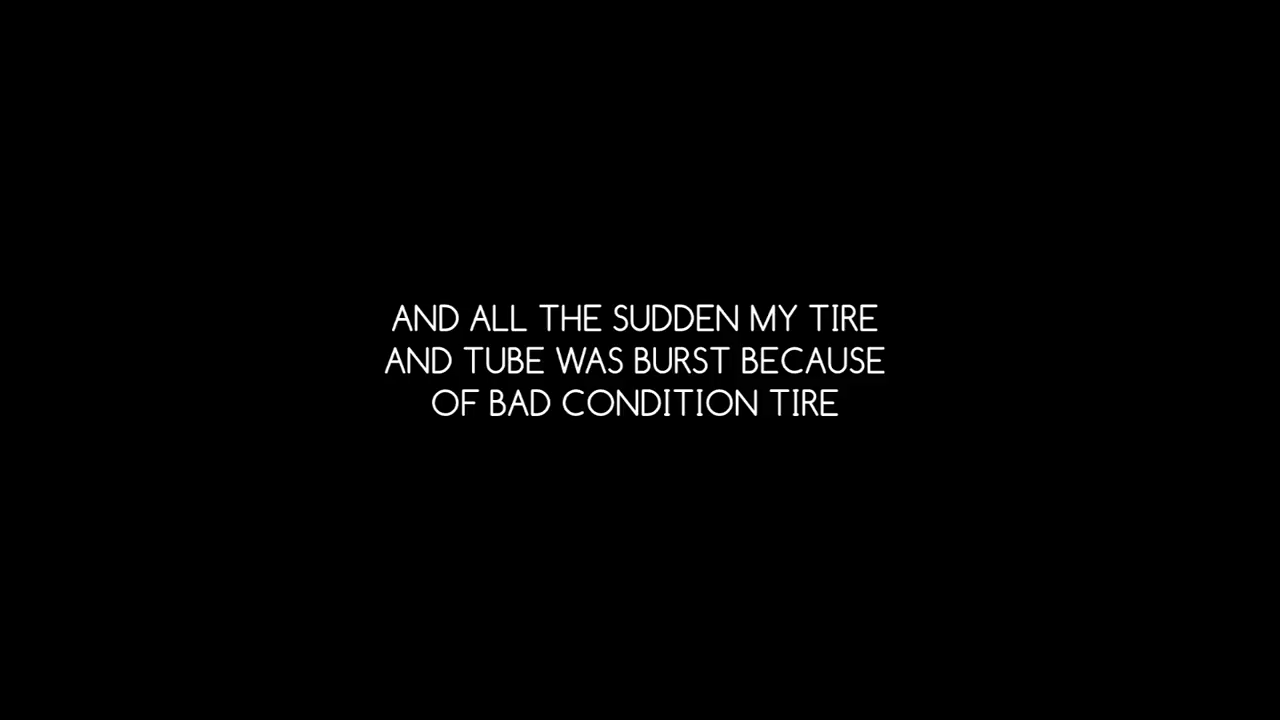 AND ALL THE SUDDEN MY TIRE
AND TUBE WAS BURST BECAUSE
OF BAD CONDITION TIRE